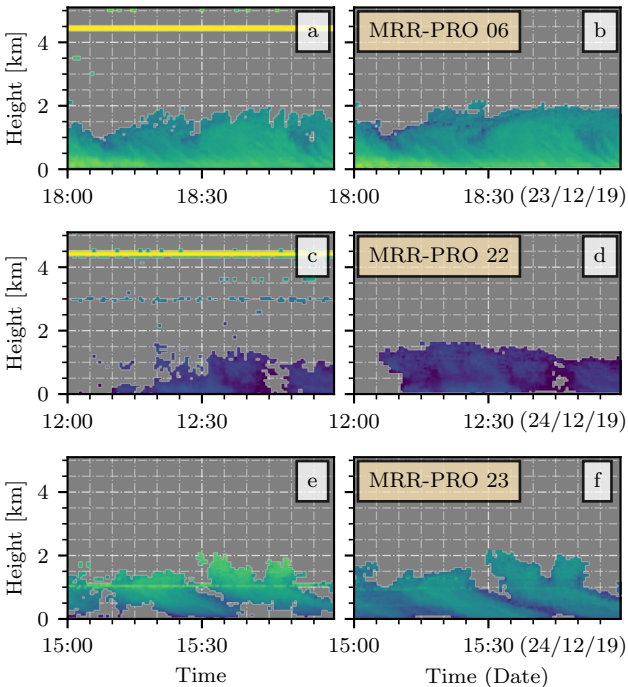 a
MRR-PRO 06
b
Height [km]
4
2
0
18:00
18:30
18:00
18:30
(23/12/19)
c
MRR-PRO 22
d
Height [km]
4
2
0
12:00
12:30
12:00
12:30
(24/12/19)
e
MRR-PRO 23
f
Height [km]
4
2
0
15:00
15:30
15:00
15:30
(24/12/19)
Time
Time (Date)